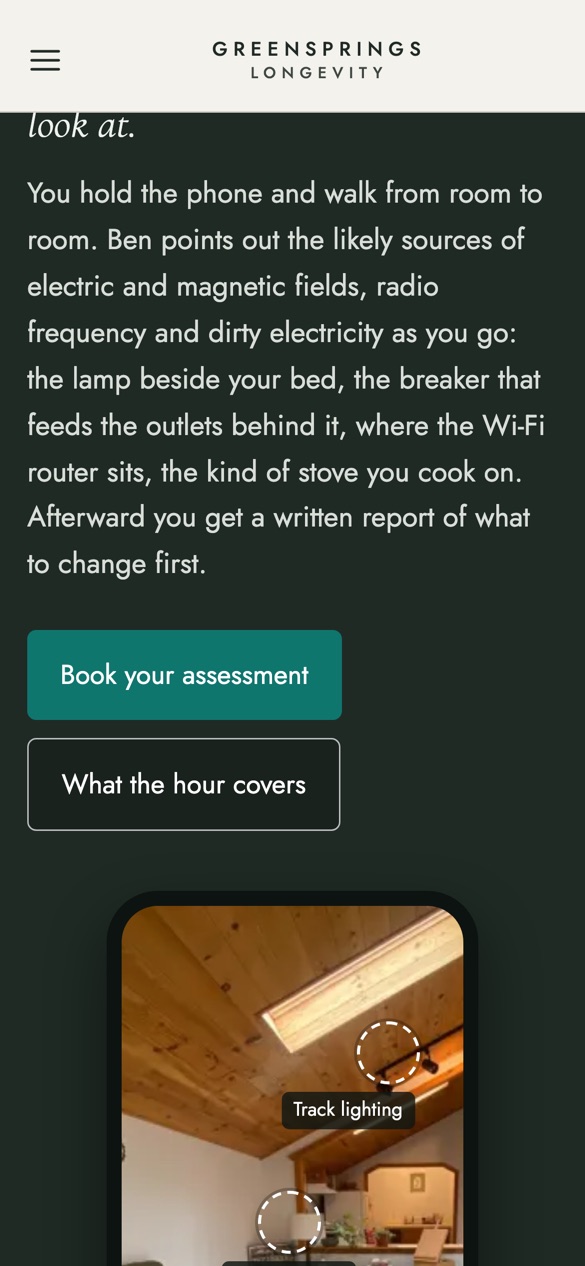 GREENSPRINGS
LONGEVITY
look at.
You hold the phone and walk from room to
room. Ben points out the likely sources of
electric and magnetic fields, radio
frequency and dirty electricity as you go:
the lamp beside your bed, the breaker that
feeds the outlets behind it, where the Wi-Fi
router sits, the kind of stove you cook on.
Afterward you get a written report of what
to change first.
Book your assessment
What the hour covers
Track lighting